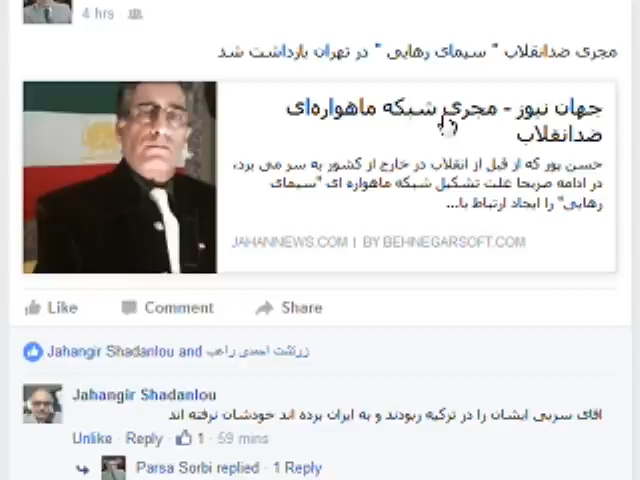 4 hrs
مجری ضدانقلاب " سیمای رهایی " در تهران بازداشت شد
جهان نیوز - مجری شبکه ماهواره‌ای
ضدانقلاب
حسن پور که از قبل از انقلاب در خارج از کشور به سر می برد،
در ادامه صریحا علت تشکیل شبکه ماهواره ای "سیمای
رهایی" را ایجاد ارتباط با...
JAHANNEWS.COM | BY BEHNEGARSOFT.COM
Like Comment Share
Jahangir Shadanlou and زرتشت احمدی راغب
Jahangir Shadanlou
اقای سربی ایشان را در ترکیه ربودند و به ایران برده اند خودشان نرفته اند
Unlike · Reply · 1 · 59 mins
Parsa Sorbi replied · 1 Reply